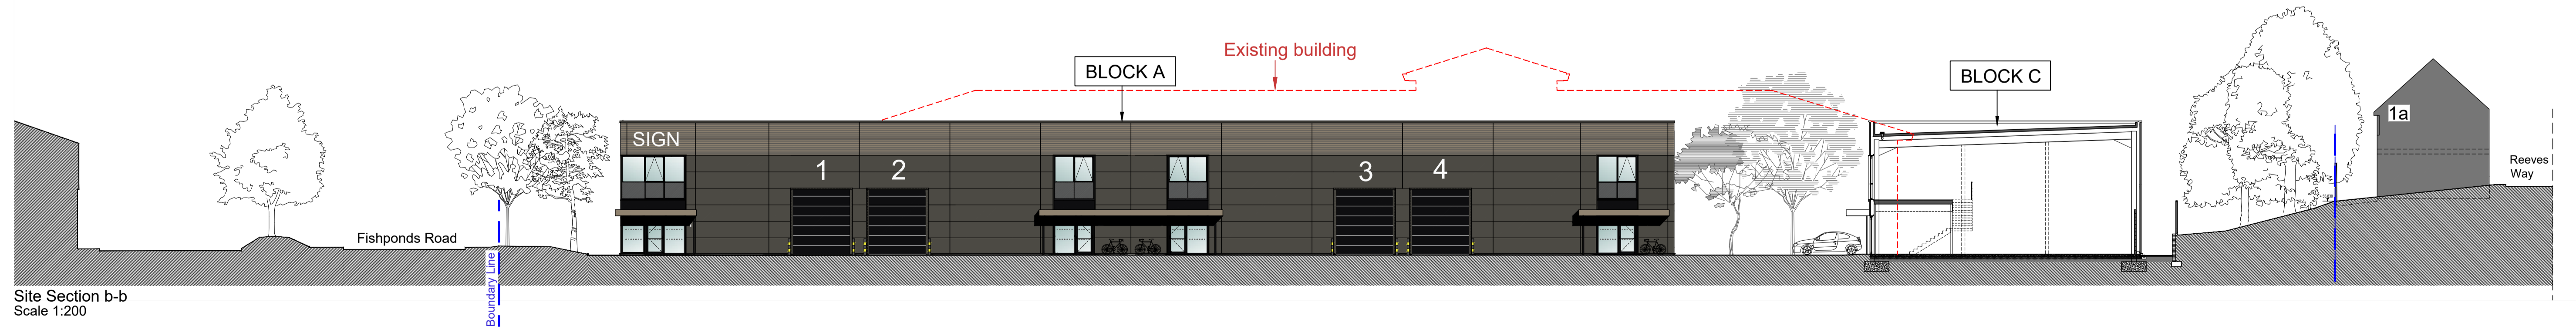 Existing building
BLOCK A
BLOCK C
SIGN
1
2
3
4
1a
Reeves
Way
Fishponds Road
Boundary Line
Site Section b-b
Scale 1:200